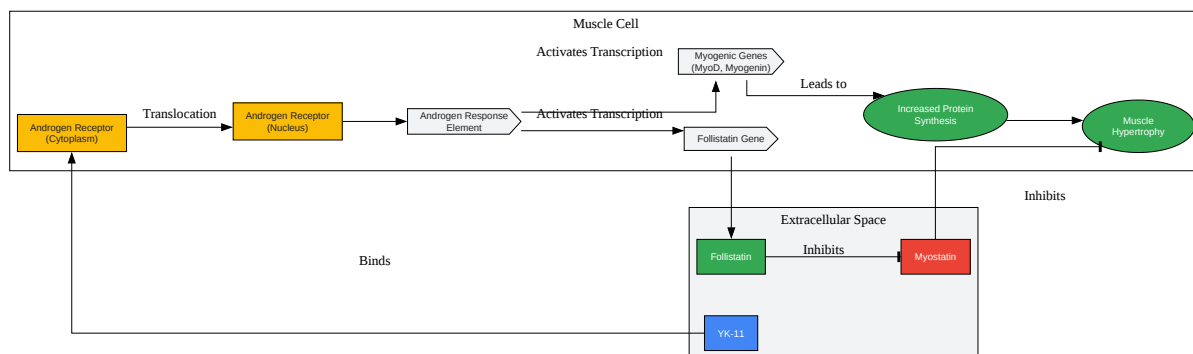 Muscle Cell
Activates Transcription
Myogenic Genes
(MyoD, Myogenin)
Leads to
Translocation
Androgen Receptor
(Cytoplasm)
Androgen Receptor
(Nucleus)
Androgen Response
Element
Activates Transcription
Follistatin Gene
Increased Protein
Synthesis
Muscle
Hypertrophy
Inhibits
Extracellular Space
Follistatin
Inhibits
Myostatin
Binds
YK-11